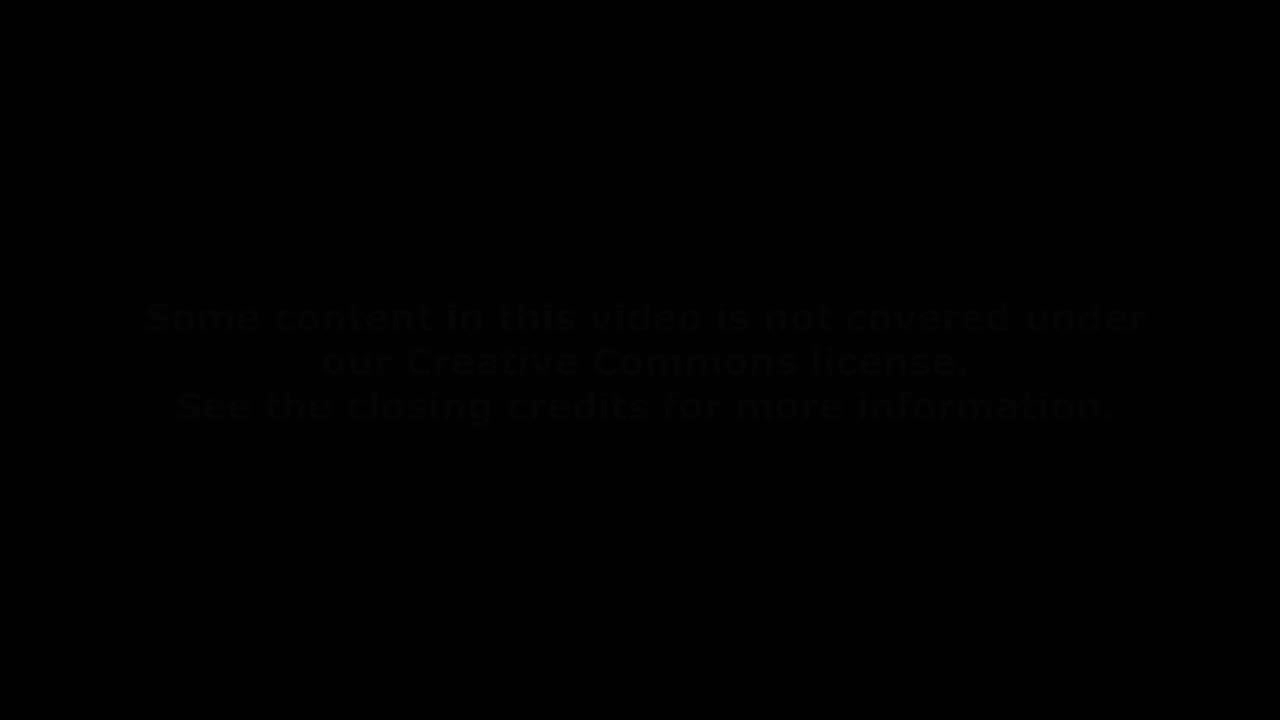 Some content in this video is not covered under
our Creative Commons license.
See the closing credits for more information.